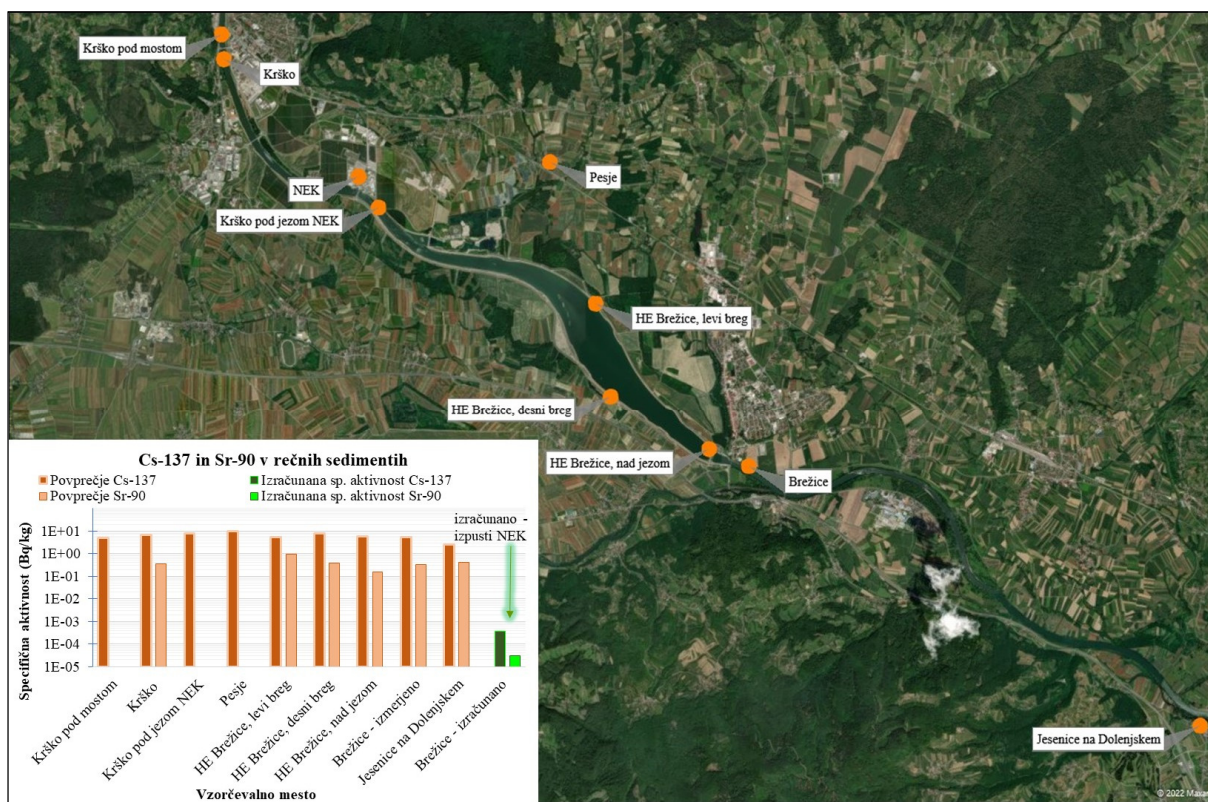 Krško pod mostom
Krško
Pesje
NEK
Krško pod jezom NEK
HE Brežice, levi breg
HE Brežice, desni breg
HE Brežice, nad jezom
Brežice
Jesenice na Dolenjskem
Cs-137 in Sr-90 v rečnih sedimentih
Povprečje Cs-137
Izračunana sp. aktivnost Cs-137
Povprečje Sr-90
Izračunana sp. aktivnost Sr-90
izračunano -
izpusti NEK
Specifična aktivnost (Bq/kg)
1E+01
1E+00
1E-01
1E-02
1E-03
1E-04
1E-05
Krško pod mostom
Krško
Krško pod jezom NEK
Pesje
HE Brežice, levi breg
HE Brežice, desni breg
HE Brežice, nad jezom
Brežice - izmerjeno
Jesenice na Dolenjskem
Brežice - izračunano
Vzorčevalno mesto
© 2022 Maxar